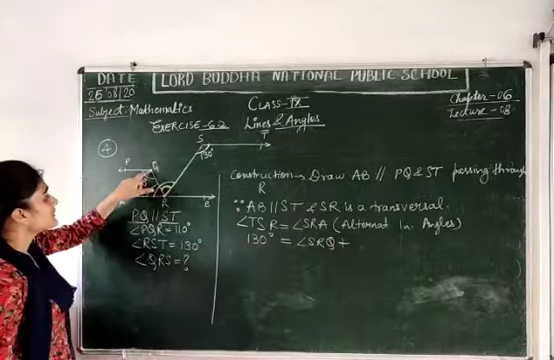 DATE
25/08/20
LORD BUDDHA NATIONAL PUBLIC SCHOOL
Subject: Mathematics
CLASS-IX
Chapter-06
Lecture-08
EXERCISE-6.2
Lines & Angles
4
P
Q
S
T
130°
A
R
B
PQ || ST
∠PQR = 110°
∠RST = 130°
∠QRS = ?
Construction → Draw AB // PQ & ST passing through
R
∵ AB || ST & SR is a transversal.
∠TSR = ∠SRA (Alternat In. Angles)
130° = ∠SRQ +